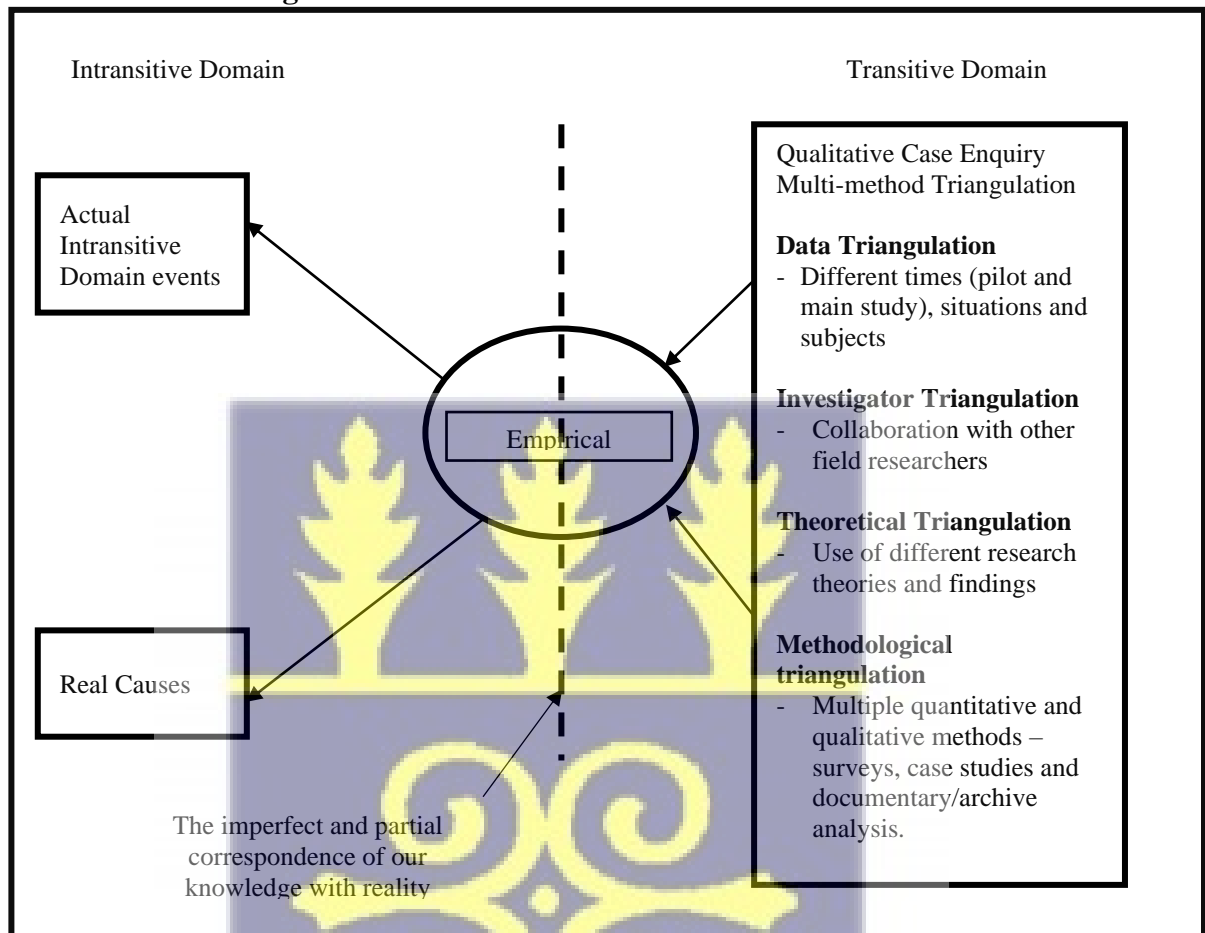 Intransitive Domain
Transitive Domain
Actual
Intransitive
Domain events
Empirical
Real Causes
The imperfect and partial
correspondence of our
knowledge with reality
Qualitative Case Enquiry
Multi-method Triangulation
Data Triangulation
- Different times (pilot and
main study), situations and
subjects
Investigator Triangulation
- Collaboration with other
field researchers
Theoretical Triangulation
- Use of different research
theories and findings
Methodological
triangulation
- Multiple quantitative and
qualitative methods –
surveys, case studies and
documentary/archive
analysis.